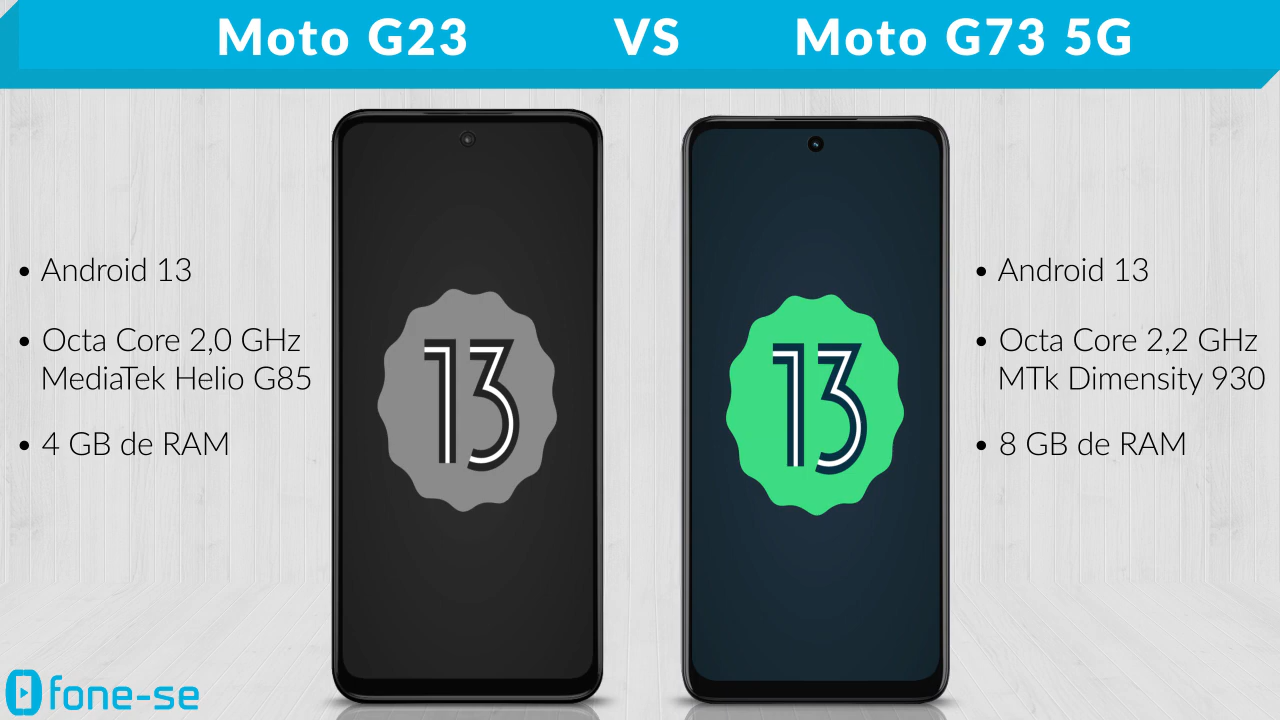 Moto G23 VS Moto G73 5G
• Android 13
• Octa Core 2,0 GHz
MediaTek Helio G85
• 4 GB de RAM
13
13
• Android 13
• Octa Core 2,2 GHz
MTk Dimensity 930
• 8 GB de RAM
fone-se